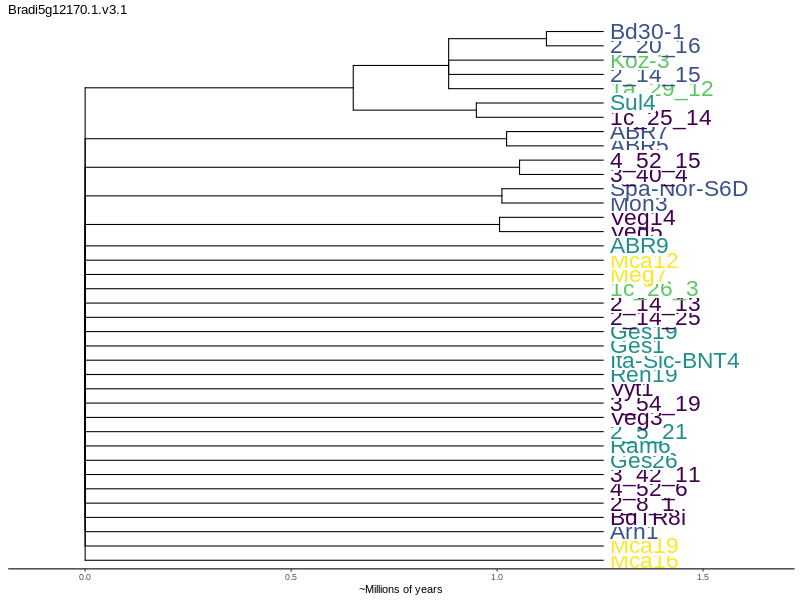 Bradi5g12170.1.v3.1
Bd30-1
2_20_16
Koz-3
2_14_15
1a_29_12
Sul4
1c_25_14
ABR7
ABR5
4_52_15
3_40_4
Spa-Nor-S6D
Mon3
Veg14
Ven5
ABR9
Mca12
Meg7
1c_26_3
2_14_13
2_14_25
Ges19
Ges1
Ita-Sic-BNT4
Ren19
Vyt1
3_54_19
Veg3
2_5_21
Ram6
Ges26
3_42_11
4_52_6
2_8_1
BdTR8i
Arn1
Mca19
Mca16
0.0 0.5 1.0 1.5
~Millions of years